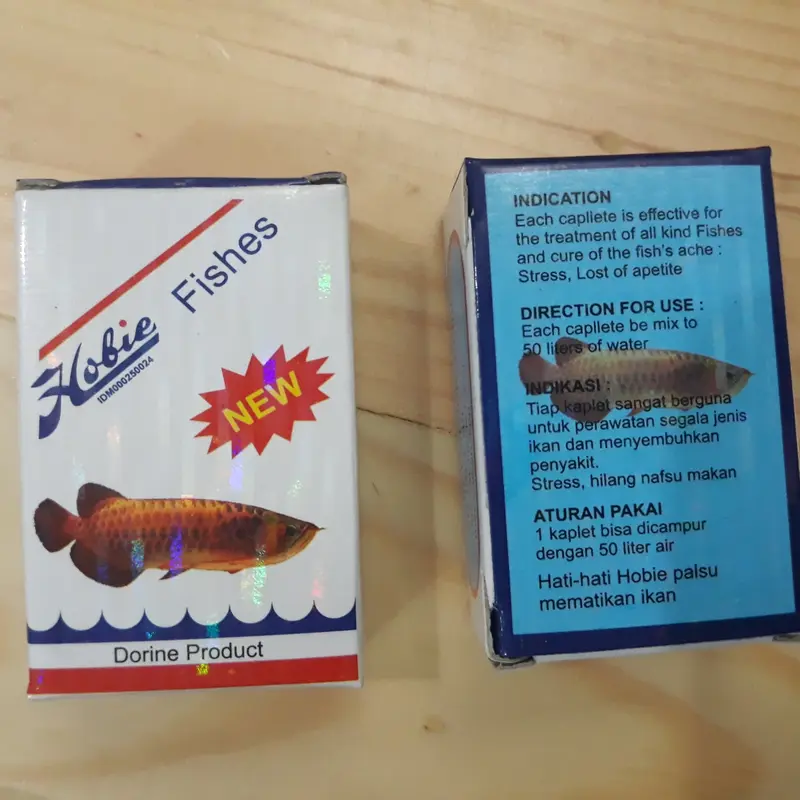 Hobie
Fishes
IDM000250024
NEW
Dorine Product
INDICATION
Each capliete is effective for
the treatment of all kind Fishes
and cure of the fish's ache :
Stress, Lost of apetite
DIRECTION FOR USE :
Each capllete be mix to
50 liters of water
INDIKASI :
Tiap kaplet sangat berguna
untuk perawatan segala jenis
ikan dan menyembuhkan
penyakit.
Stress, hilang nafsu makan
ATURAN PAKAI
1 kaplet bisa dicampur
dengan 50 liter air
Hati-hati Hobie palsu
mematikan ikan